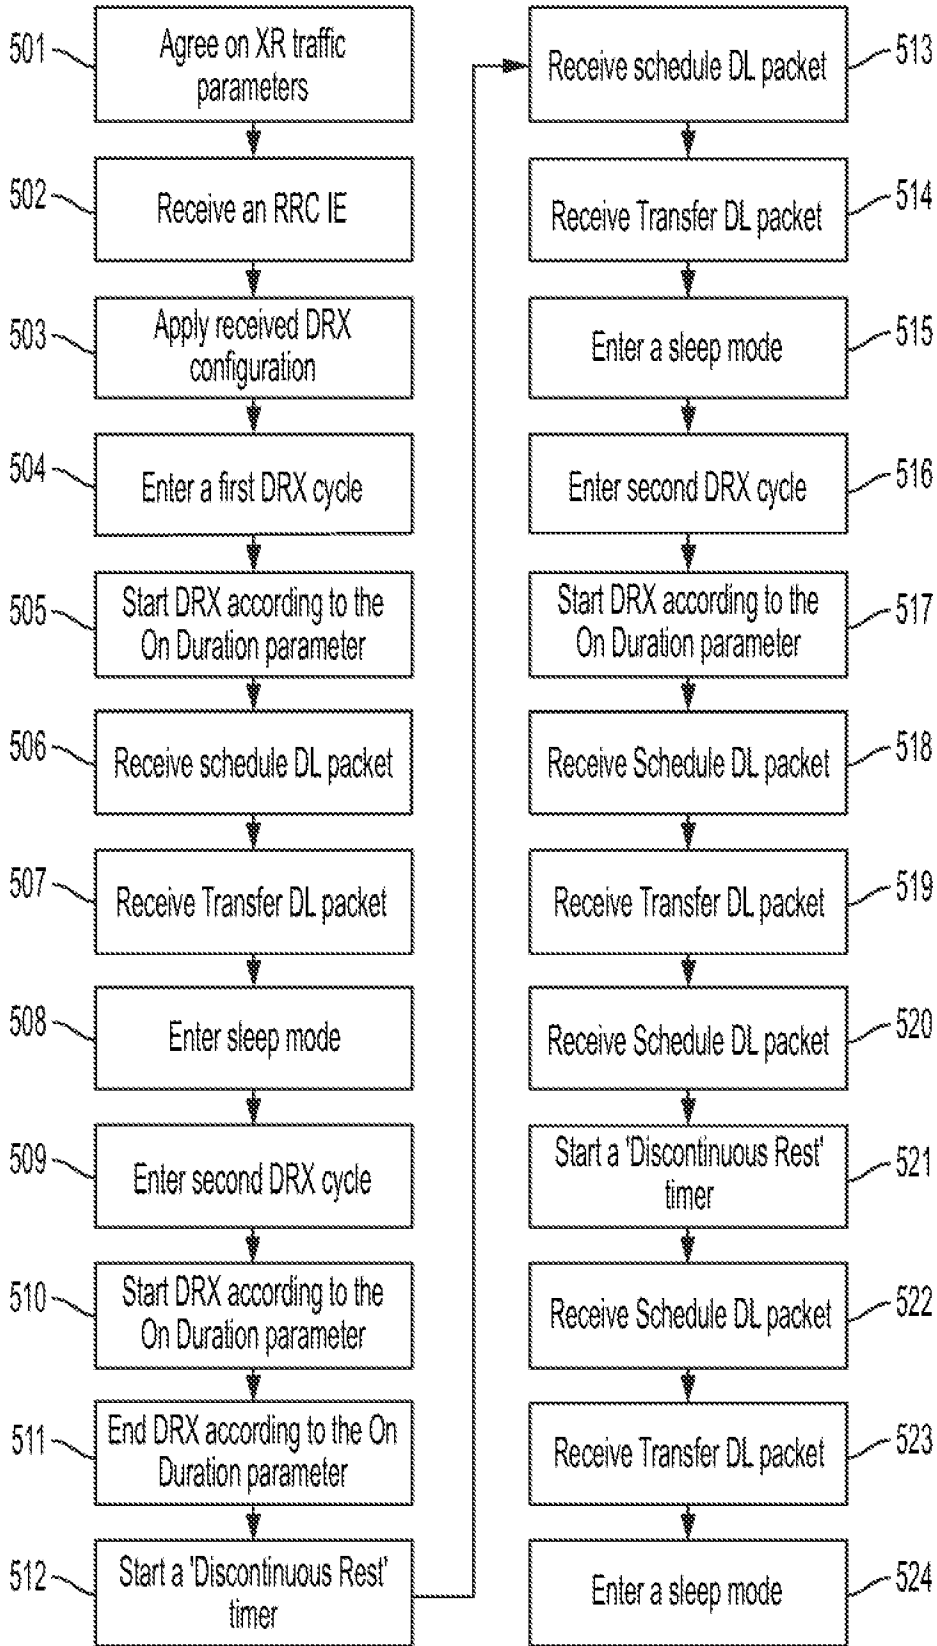 501
Agree on XR traffic
parameters
502
Receive an RRC IE
503
Apply received DRX
configuration
504
Enter a first DRX cycle
505
Start DRX according to the
On Duration parameter
506
Receive schedule DL packet
507
Receive Transfer DL packet
508
Enter sleep mode
509
Enter second DRX cycle
510
Start DRX according to the
On Duration parameter
511
End DRX according to the On
Duration parameter
512
Start a 'Discontinuous Rest'
timer
Receive schedule DL packet
513
Receive Transfer DL packet
514
Enter a sleep mode
515
Enter second DRX cycle
516
Start DRX according to the
On Duration parameter
517
Receive Schedule DL packet
518
Receive Transfer DL packet
519
Receive Schedule DL packet
520
Start a 'Discontinuous Rest'
timer
521
Receive Schedule DL packet
522
Receive Transfer DL packet
523
Enter a sleep mode
524